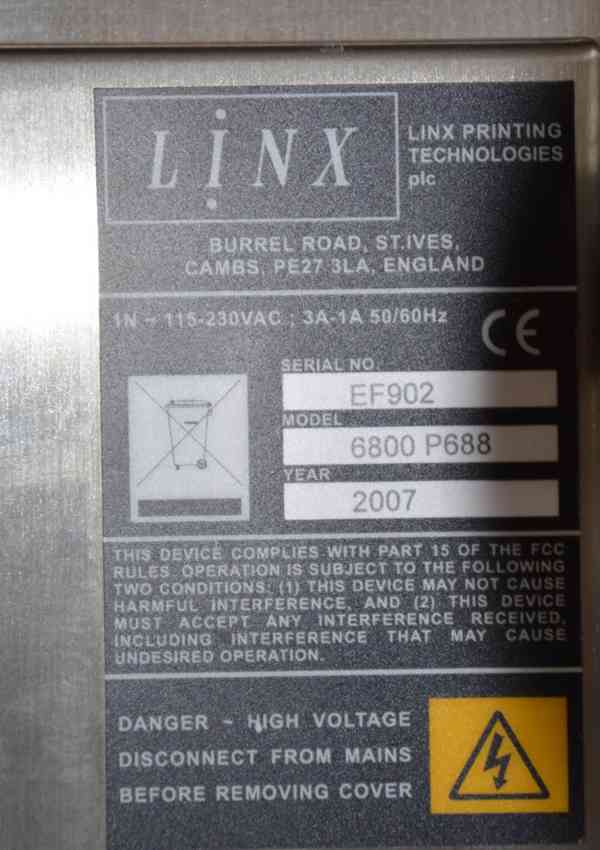 LINX
LINX PRINTING
TECHNOLOGIES
plc
BURREL ROAD, ST.IVES,
CAMBS, PE27 3LA, ENGLAND
1N ~ 115-230VAC ; 3A-1A 50/60Hz
CE
SERIAL NO.
EF902
MODEL
6800 P688
YEAR
2007
THIS DEVICE COMPLIES WITH PART 15 OF THE FCC
RULES. OPERATION IS SUBJECT TO THE FOLLOWING
TWO CONDITIONS; (1) THIS DEVICE MAY NOT CAUSE
HARMFUL INTERFERENCE, AND (2) THIS DEVICE
MUST ACCEPT ANY INTERFERENCE RECEIVED,
INCLUDING INTERFERENCE THAT MAY CAUSE
UNDESIRED OPERATION.
DANGER ~ HIGH VOLTAGE
DISCONNECT FROM MAINS
BEFORE REMOVING COVER